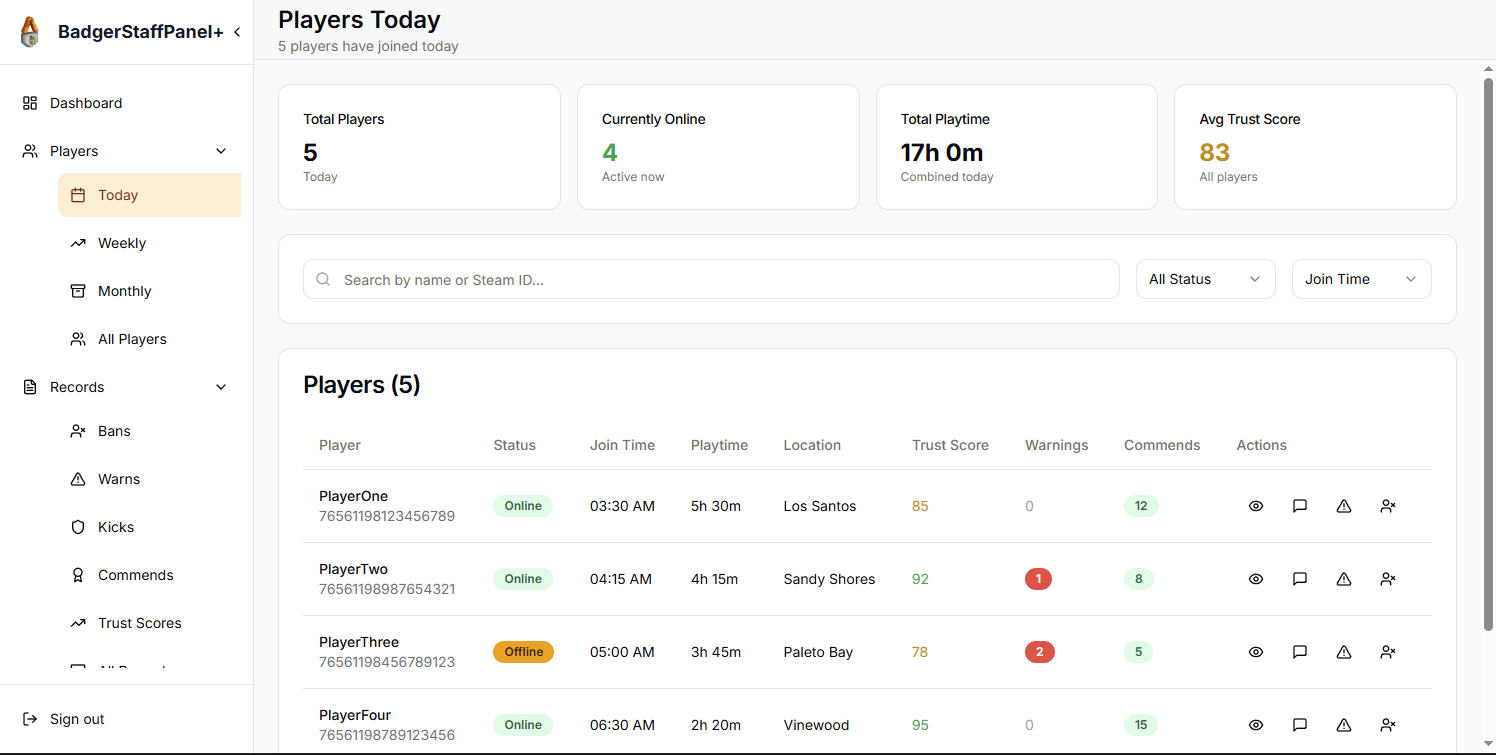 BadgerStaffPanel+
Players Today
5 players have joined today
Dashboard
Players
Today
Weekly
Monthly
All Players
Records
Bans
Warns
Kicks
Commends
Trust Scores
Sign out
Total Players
5
Today
Currently Online
4
Active now
Total Playtime
17h 0m
Combined today
Avg Trust Score
83
All players
Search by name or Steam ID...
All Status
Join Time
Players (5)
Player Status Join Time Playtime Location Trust Score Warnings Commends Actions
PlayerOne
76561198123456789
Online 03:30 AM 5h 30m Los Santos 85 0 12
PlayerTwo
76561198987654321
Online 04:15 AM 4h 15m Sandy Shores 92 1 8
PlayerThree
76561198456789123
Offline 05:00 AM 3h 45m Paleto Bay 78 2 5
PlayerFour
76561198789123456
Online 06:30 AM 2h 20m Vinewood 95 0 15